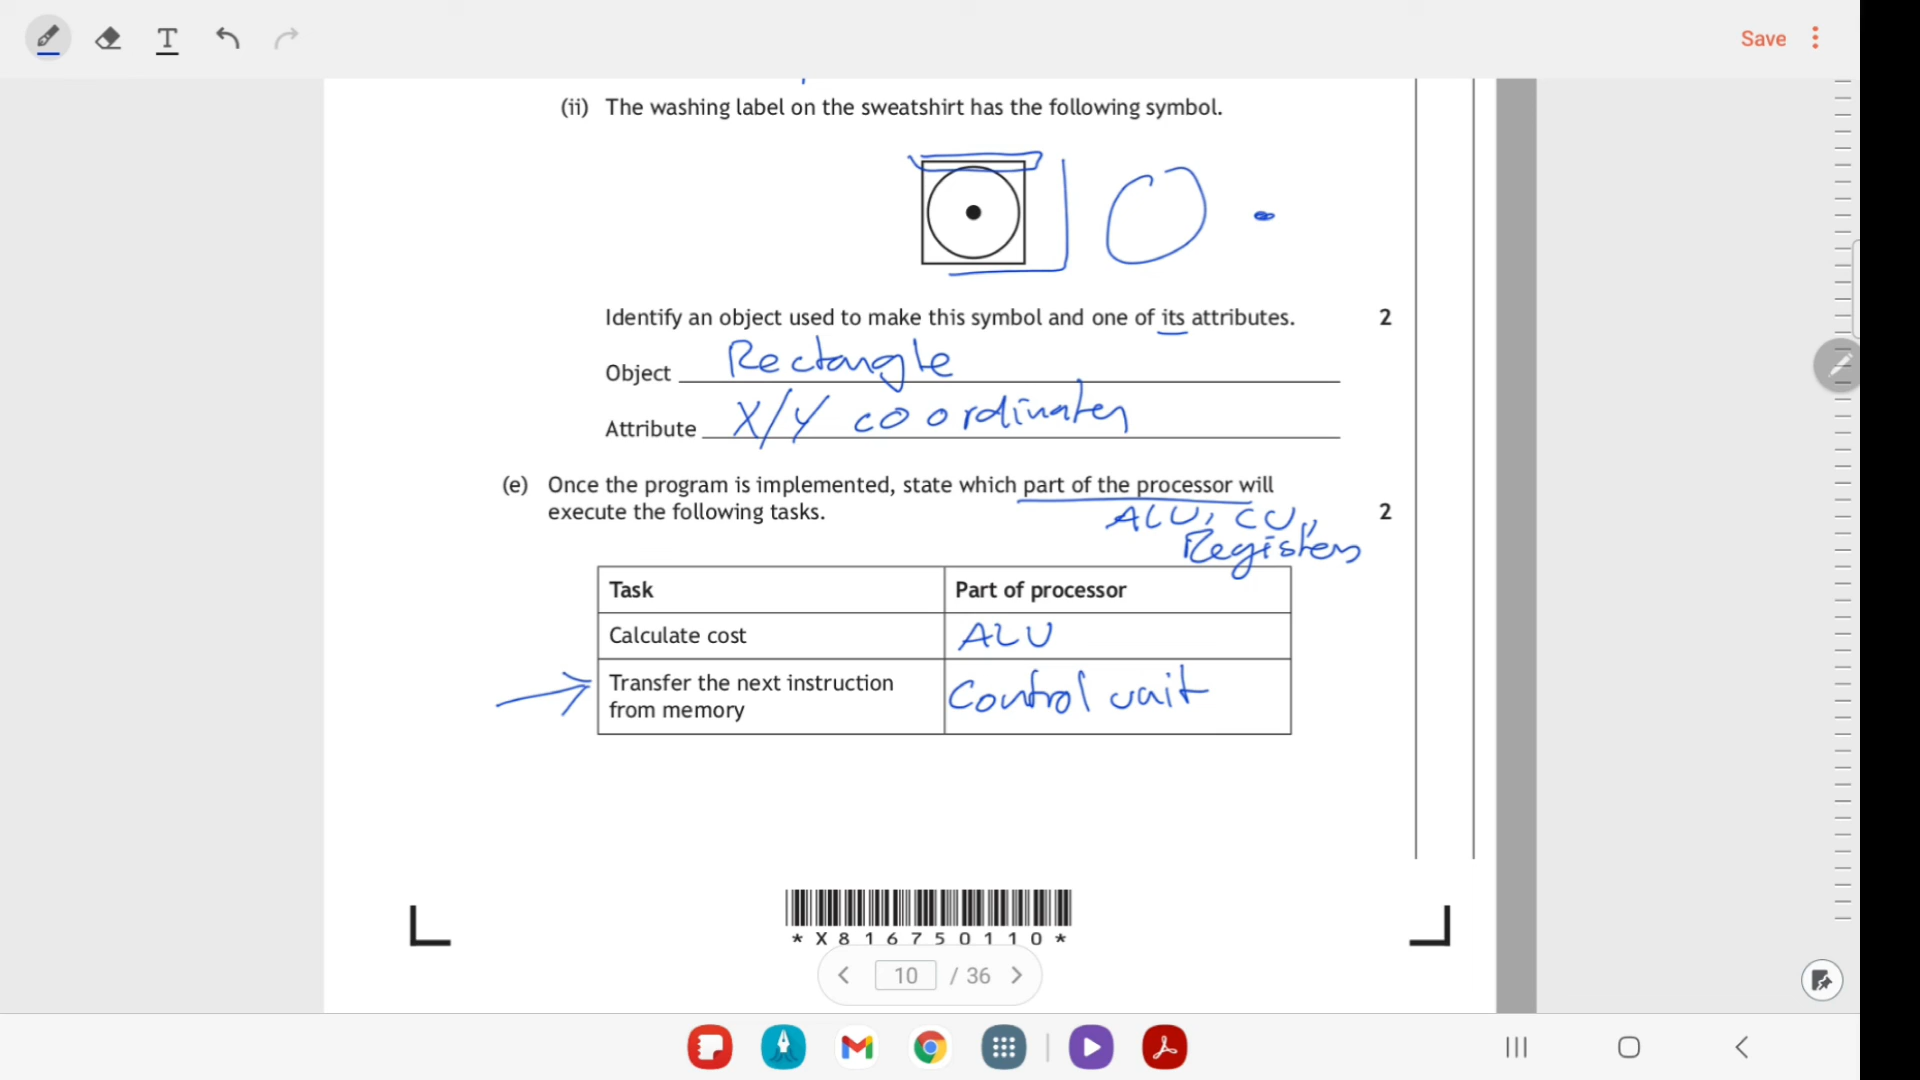 T
Save
(ii) The washing label on the sweatshirt has the following symbol.
Identify an object used to make this symbol and one of its attributes. 2
Object Rectangle
Attribute X/Y coordinates
(e) Once the program is implemented, state which part of the processor will
execute the following tasks. 2
ALU, CU,
Registers
Task Part of processor
Calculate cost ALU
Transfer the next instruction
from memory
Control unit
* X 8 1 6 7 5 0 1 1 0 *
10 / 36